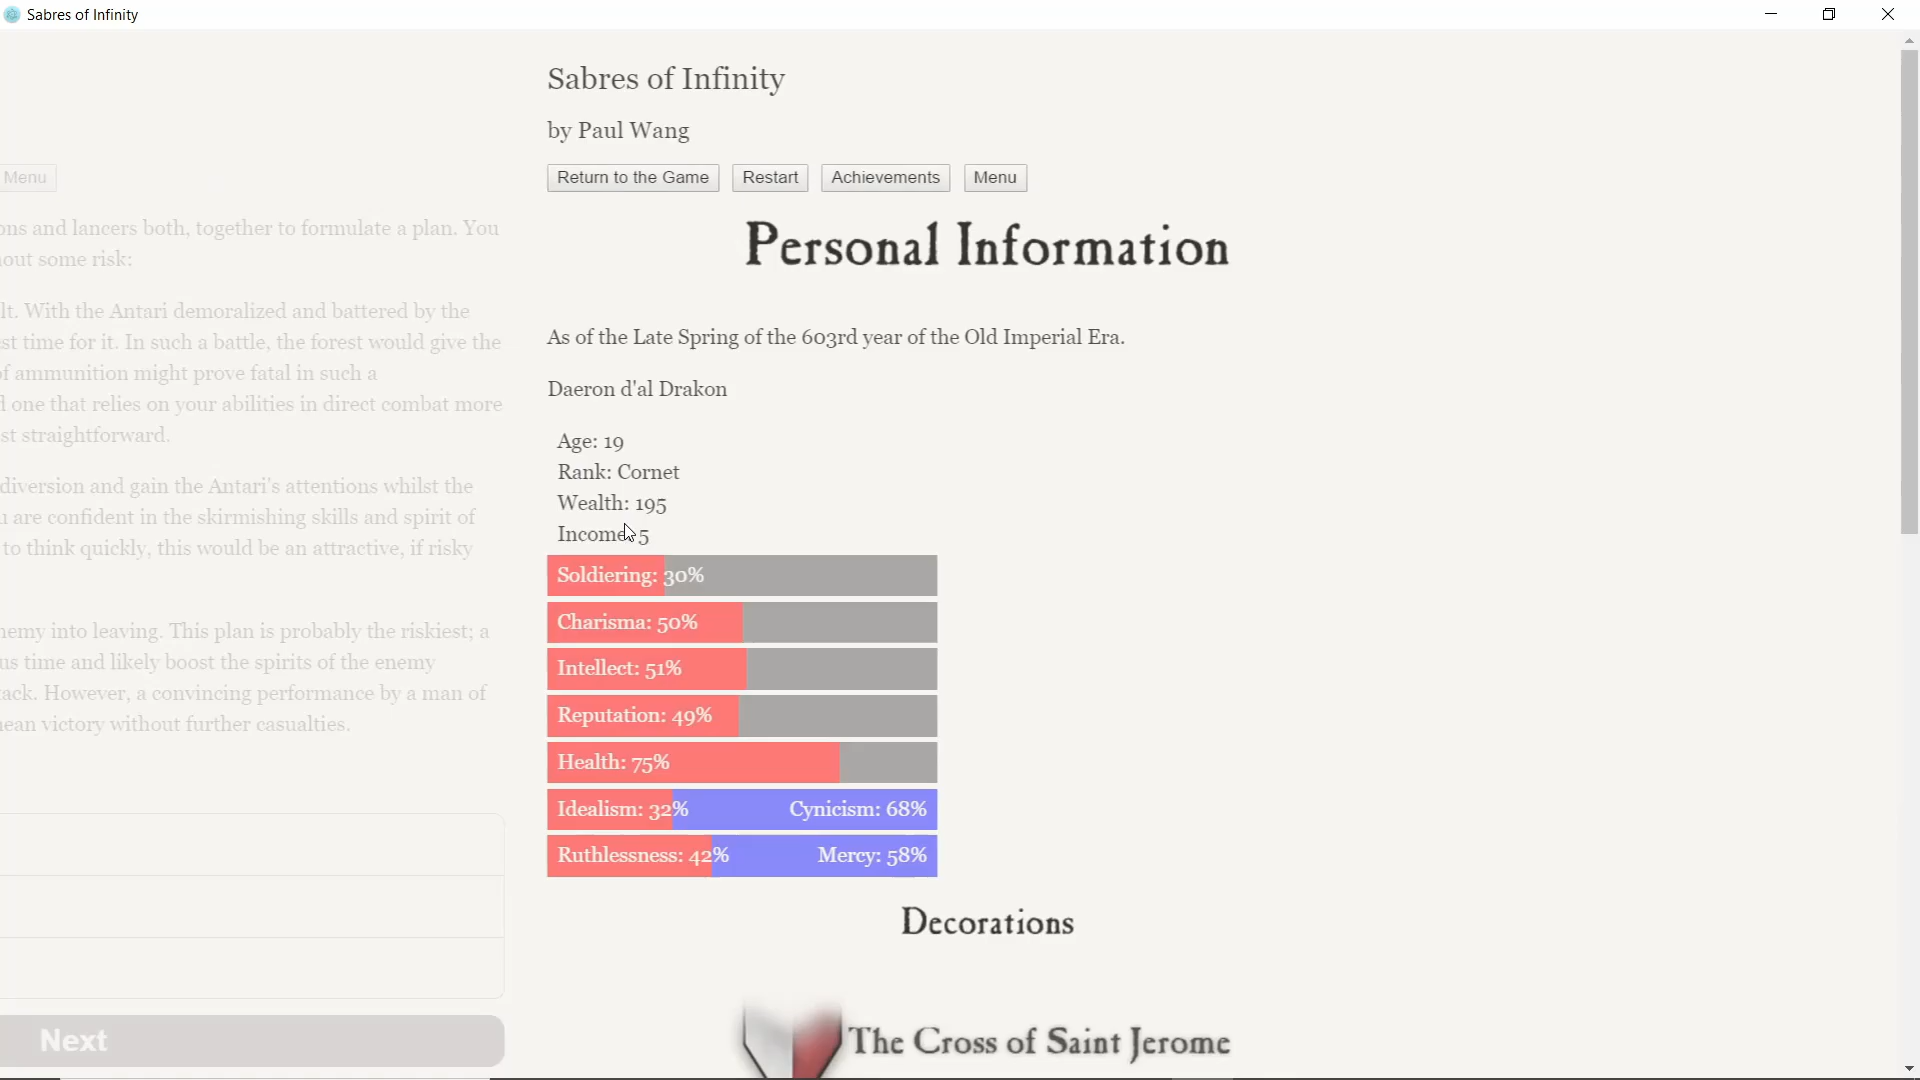 Sabres of Infinity
Sabres of Infinity
by Paul Wang
Return to the Game Restart Achievements Menu
Personal Information
As of the Late Spring of the 603rd year of the Old Imperial Era.
Daeron d'al Drakon
Age: 19
Rank: Cornet
Wealth: 195
Income: 5
Soldiering: 30%
Charisma: 50%
Intellect: 51%
Reputation: 49%
Health: 75%
Idealism: 32% Cynicism: 68%
Ruthlessness: 42% Mercy: 58%
Decorations
The Cross of Saint Jerome
Menu
and lancers both, together to formulate a plan. You
out some risk:
With the Antari demoralized and battered by the
time for it. In such a battle, the forest would give the
of ammunition might prove fatal in such a
one that relies on your abilities in direct combat more
straightforward.
diversion and gain the Antari's attentions whilst the
are confident in the skirmishing skills and spirit of
to think quickly, this would be an attractive, if risky
into leaving. This plan is probably the riskiest; a
time and likely boost the spirits of the enemy
However, a convincing performance by a man of
victory without further casualties.
Next